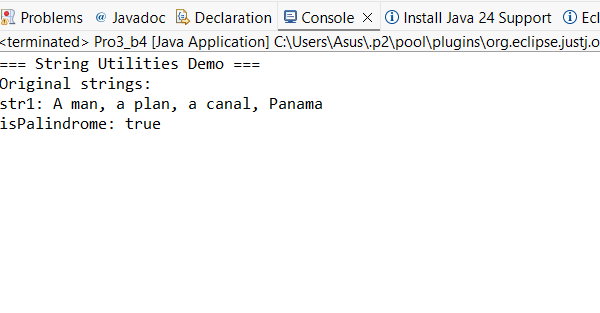 Problems @ Javadoc Declaration Console Install Java 24 Support Ecl
<terminated> Pro3_b4 [Java Application] C:\Users\Asus\.p2\pool\plugins\org.eclipse.justj.o
=== String Utilities Demo ===
Original strings:
str1: A man, a plan, a canal, Panama
isPalindrome: true